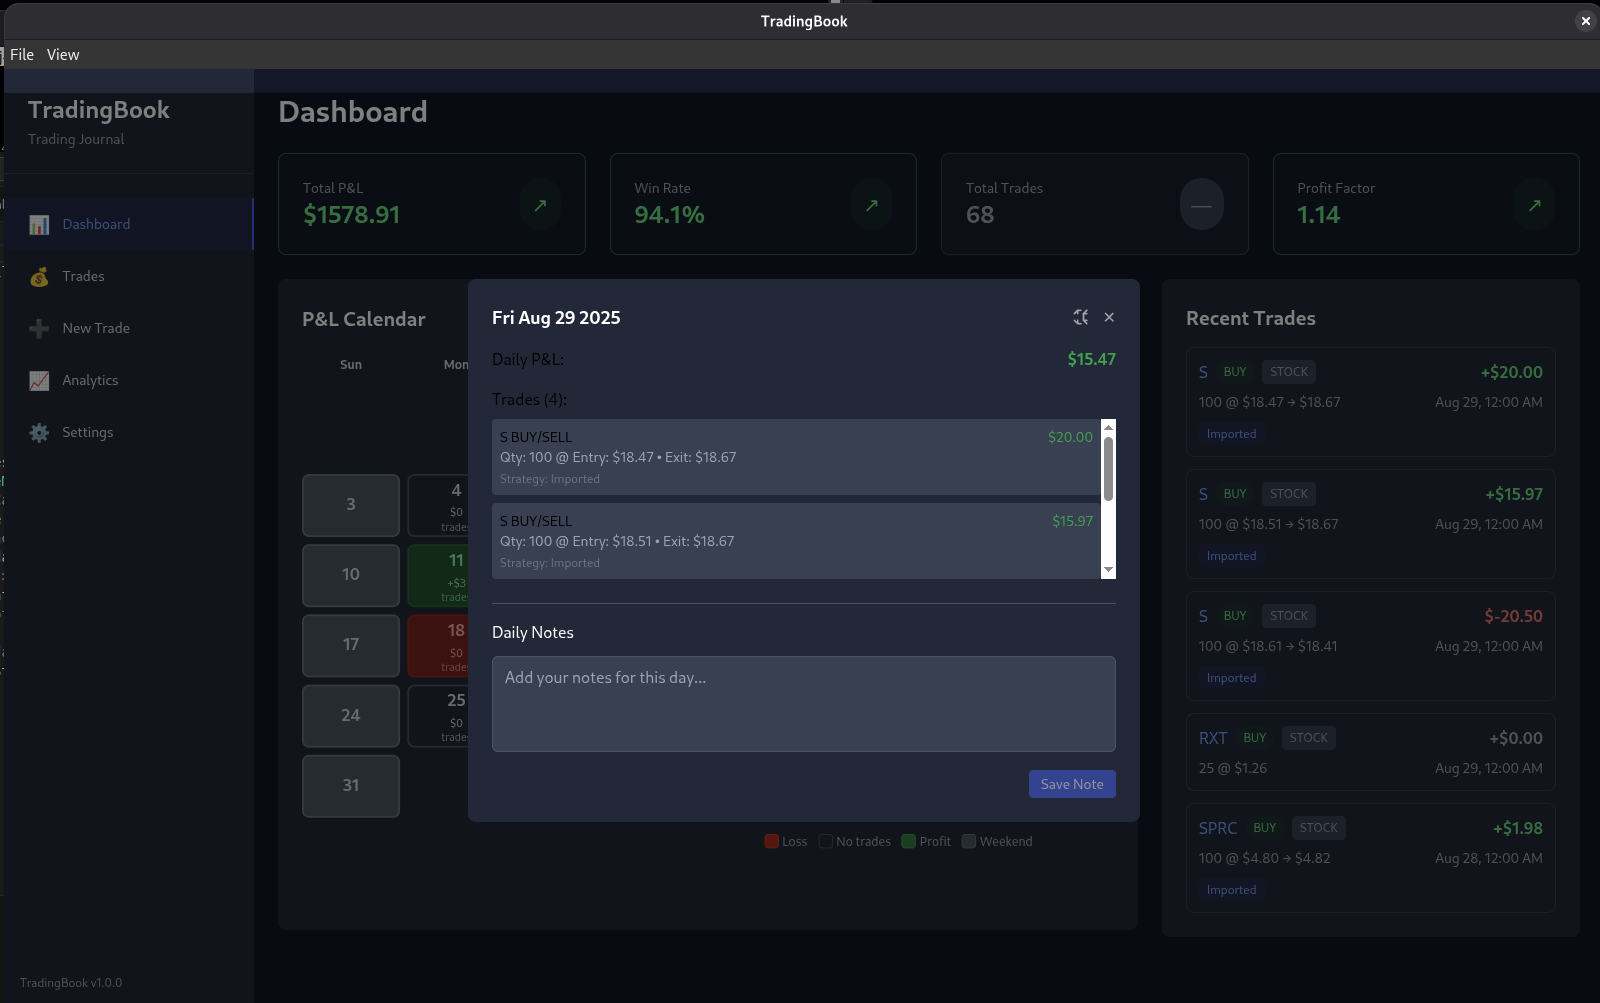 TradingBook
File View
TradingBook
Trading Journal
Dashboard
Trades
New Trade
Analytics
Settings
TradingBook v1.0.0
Dashboard
Total P&L
$1578.91
Win Rate
94.1%
Total Trades
68
Profit Factor
1.14
P&L Calendar
Sun Mon
3
4
$0
trade
10
11
+$3
trade
17
18
$0
trade
24
25
$0
trade
31
Loss No trades Profit Weekend
Fri Aug 29 2025
Daily P&L: $15.47
Trades (4):
S BUY/SELL $20.00
Qty: 100 @ Entry: $18.47 • Exit: $18.67
Strategy: Imported
S BUY/SELL $15.97
Qty: 100 @ Entry: $18.51 • Exit: $18.67
Strategy: Imported
Daily Notes
Add your notes for this day...
Save Note
Recent Trades
S BUY STOCK +$20.00
100 @ $18.47 → $18.67 Aug 29, 12:00 AM
Imported
S BUY STOCK +$15.97
100 @ $18.51 → $18.67 Aug 29, 12:00 AM
Imported
S BUY STOCK $-20.50
100 @ $18.61 → $18.41 Aug 29, 12:00 AM
Imported
RXT BUY STOCK +$0.00
25 @ $1.26 Aug 29, 12:00 AM
SPRC BUY STOCK +$1.98
100 @ $4.80 → $4.82 Aug 28, 12:00 AM
Imported